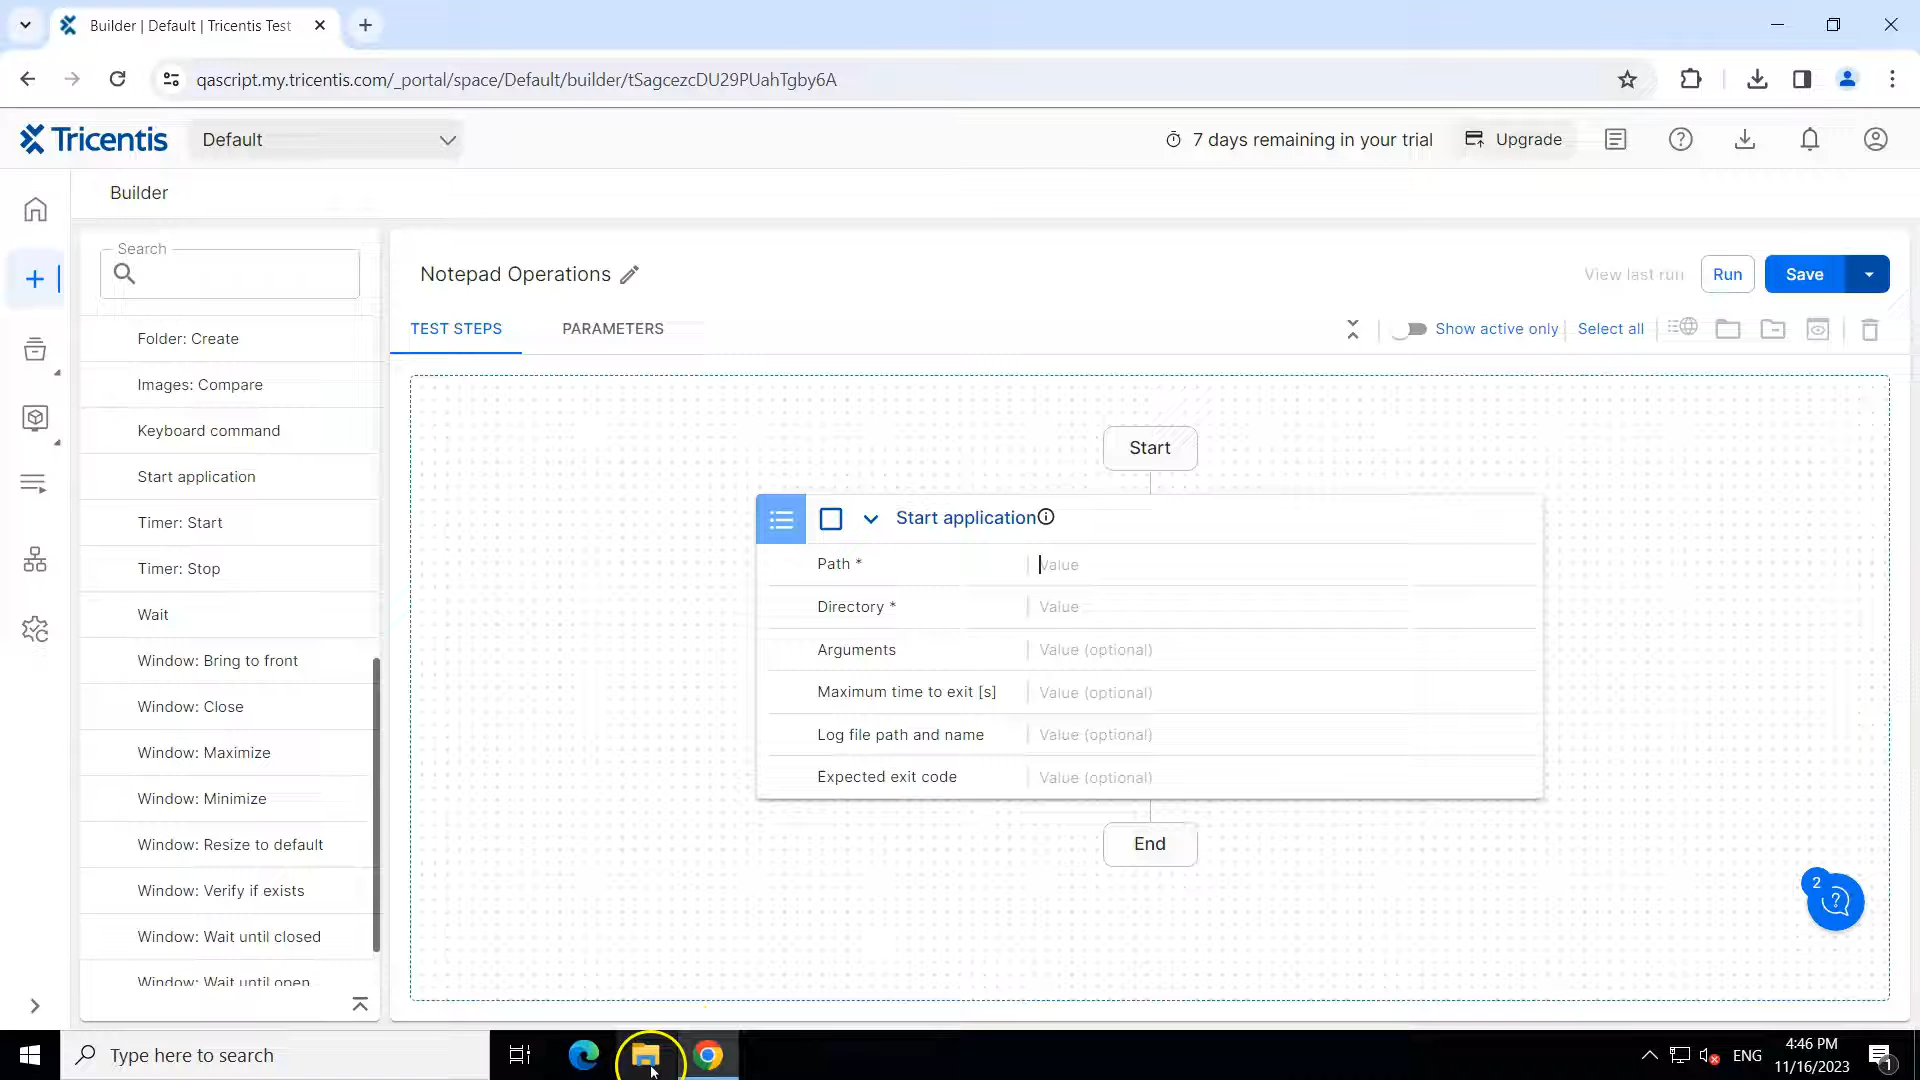 Builder | Default | Tricentis Test
qascript.my.tricentis.com/_portal/space/Default/builder/tSagcezcDU29PUahTgby6A
Tricentis
Default
7 days remaining in your trial
Upgrade
Builder
Search
Folder: Create
Images: Compare
Keyboard command
Start application
Timer: Start
Timer: Stop
Wait
Window: Bring to front
Window: Close
Window: Maximize
Window: Minimize
Window: Resize to default
Window: Verify if exists
Window: Wait until closed
Window: Wait until open
Notepad Operations
View last run
Run
Save
TEST STEPS
PARAMETERS
Show active only
Select all
Start
Start application
Path *
Value
Directory *
Value
Arguments
Value (optional)
Maximum time to exit [s]
Value (optional)
Log file path and name
Value (optional)
Expected exit code
Value (optional)
End
2
Type here to search
ENG
4:46 PM
11/16/2023
1